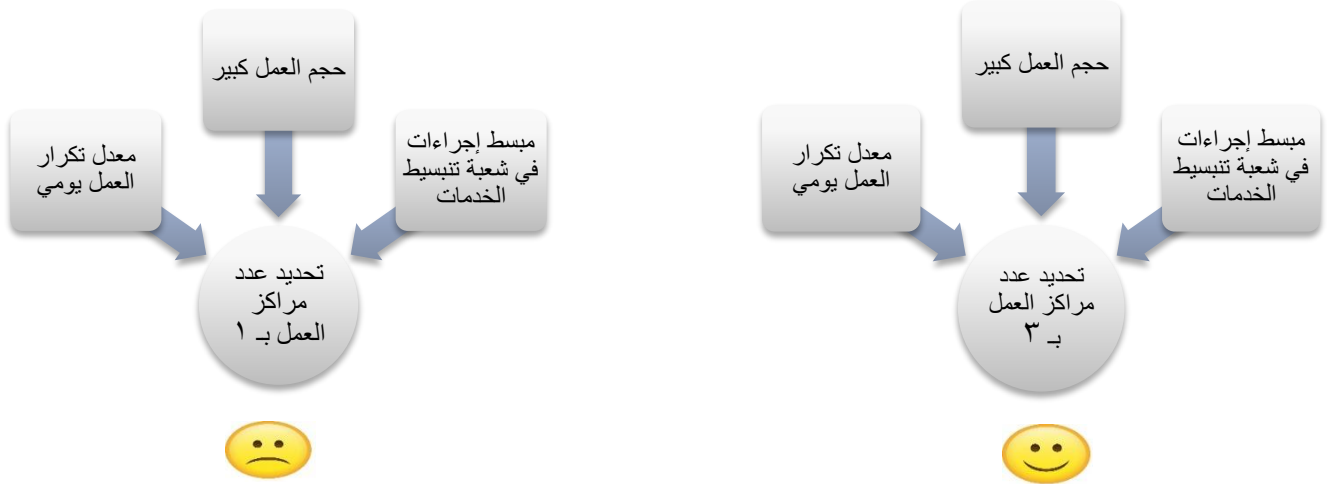 حجم العمل كبير
مبسط إجراءات
في شعبة تنبسيط
الخدمات
معدل تكرار
العمل يومي
تحديد عدد
مراكز العمل
بـ ٣
حجم العمل كبير
مبسط إجراءات
في شعبة تنبسيط
الخدمات
معدل تكرار
العمل يومي
تحديد عدد
مراكز
العمل بـ ١